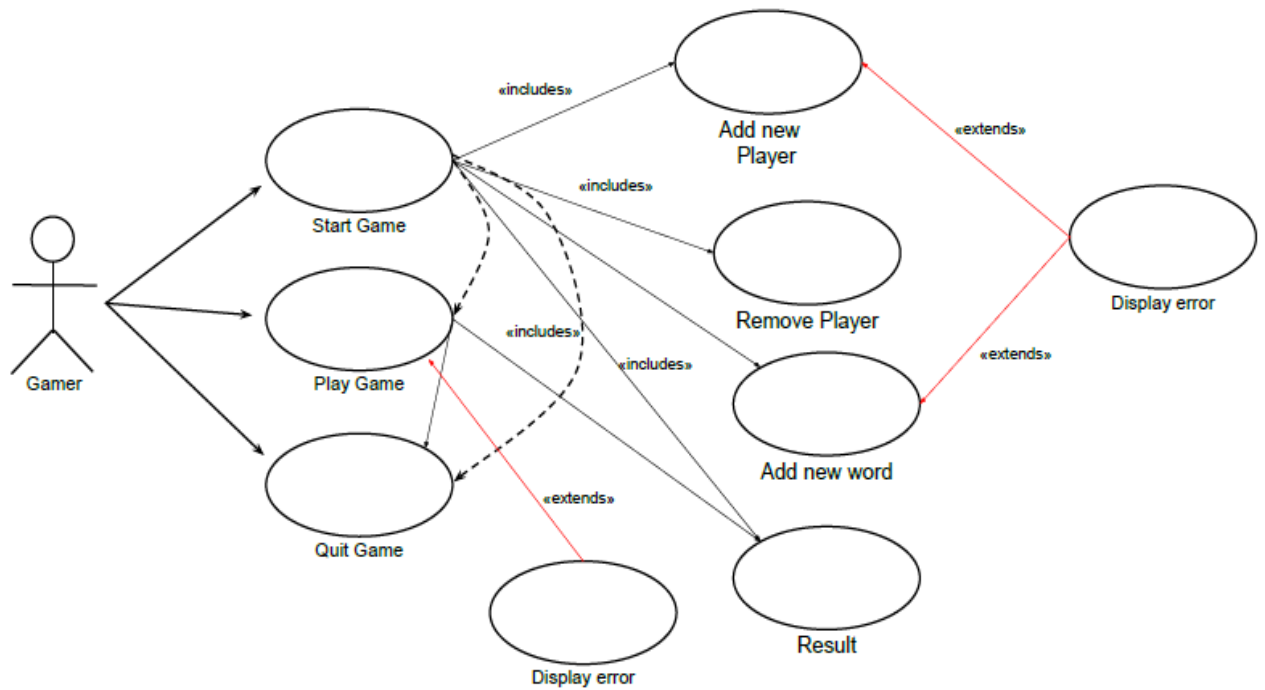 «includes»
Add new
Player
«extends»
«includes»
Start Game
Remove Player
Display error
«includes»
«includes»
«extends»
Gamer
Play Game
Add new word
«extends»
Quit Game
Result
Display error